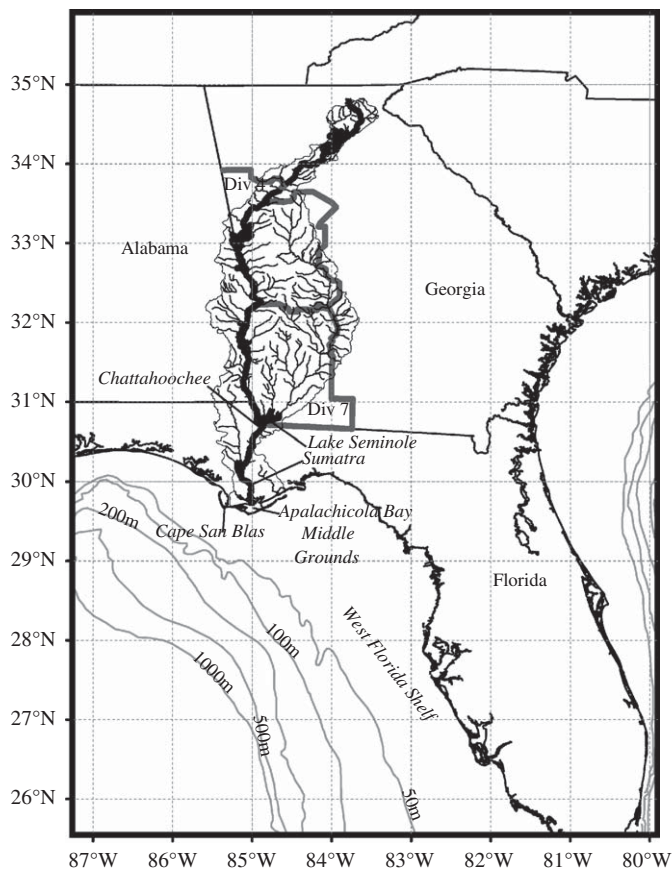 35°N
34°N
Div 4
33°N
Alabama
Georgia
32°N
Chattahoochee
31°N
Div 7
Lake Seminole
Sumatra
30°N
Apalachicola Bay
200m
Cape San Blas
Middle
Grounds
29°N
Florida
100m
28°N
1000m
West Florida Shelf
27°N
500m
50m
26°N
87°W 86°W 85°W 84°W 83°W 82°W 81°W 80°W